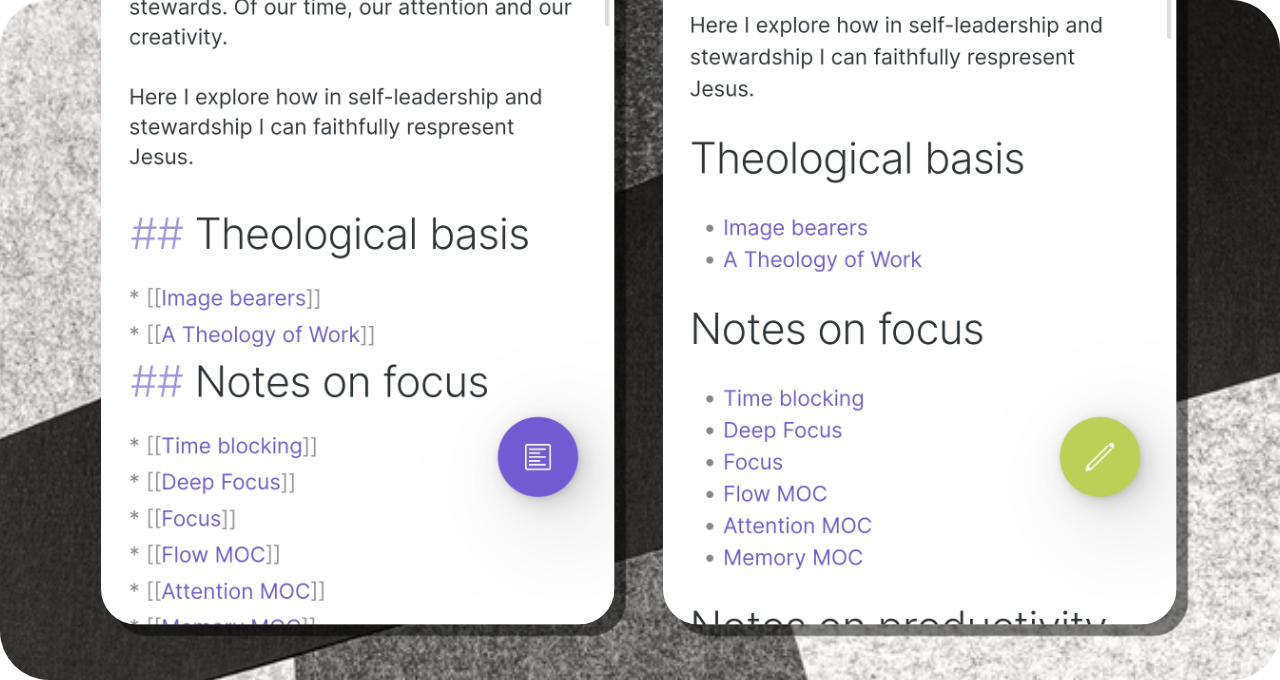 stewards. Of our time, our attention and our
creativity.
Here I explore how in self-leadership and
stewardship I can faithfully respresent
Jesus.
## Theological basis
* [[Image bearers]]
* [[A Theology of Work]]
## Notes on focus
* [[Time blocking]]
* [[Deep Focus]]
* [[Focus]]
* [[Flow MOC]]
* [[Attention MOC]]
* [[Memory MOC]]
Here I explore how in self-leadership and
stewardship I can faithfully respresent
Jesus.
Theological basis
• Image bearers
• A Theology of Work
Notes on focus
• Time blocking
• Deep Focus
• Focus
• Flow MOC
• Attention MOC
• Memory MOC
Notes on productivity